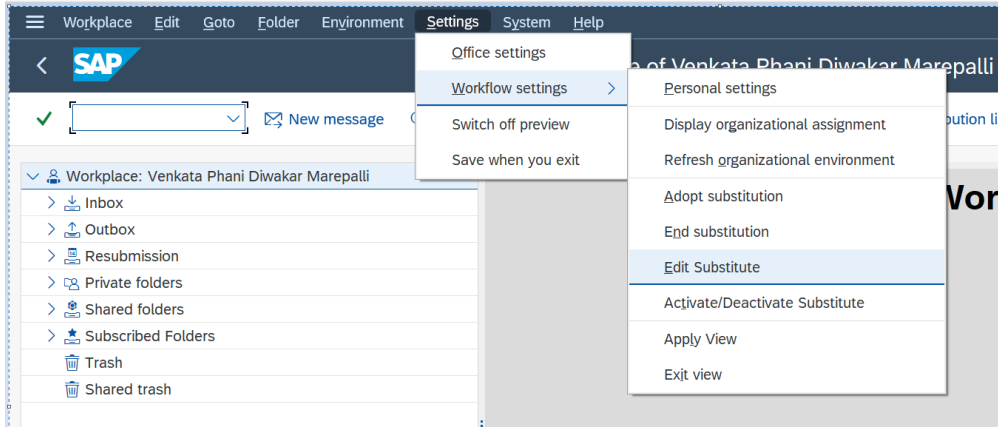 Workplace Edit Goto Folder Environment Settings System Help
SAP
of Venkata Phani Diwakar Marepalli
New message
Office settings
Workflow settings
Switch off preview
Save when you exit
Personal settings
Display organizational assignment
Refresh organizational environment
Adopt substitution
End substitution
Edit Substitute
Activate/Deactivate Substitute
Apply View
Exit view
Workplace: Venkata Phani Diwakar Marepalli
Inbox
Outbox
Resubmission
Private folders
Shared folders
Subscribed Folders
Trash
Shared trash